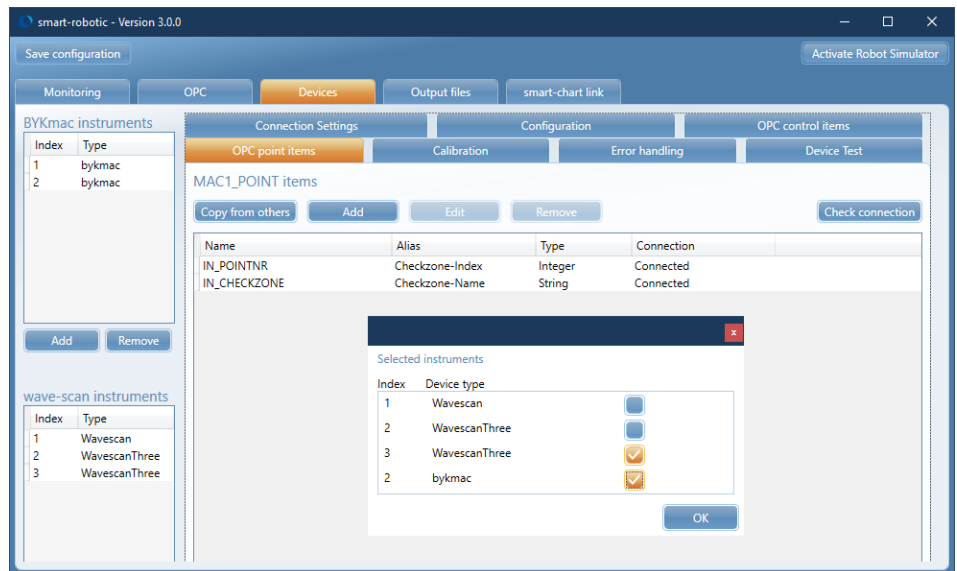 smart-robotic - Version 3.0.0
Save configuration
Activate Robot Simulator
Monitoring OPC Devices Output files smart-chart link
BYKmac instruments
Index Type
1 bykmac
2 bykmac
Add Remove
wave-scan instruments
Index Type
1 Wavescan
2 WavescanThree
3 WavescanThree
Connection Settings Configuration OPC control items
OPC point items Calibration Error handling Device Test
MAC1_POINT items
Copy from others Add Edit Remove Check connection
Name Alias Type Connection
IN_POINTNR Checkzone-Index Integer Connected
IN_CHECKZONE Checkzone-Name String Connected
x
Selected instruments
Index Device type
1 Wavescan
2 WavescanThree
3 WavescanThree
2 bykmac
OK